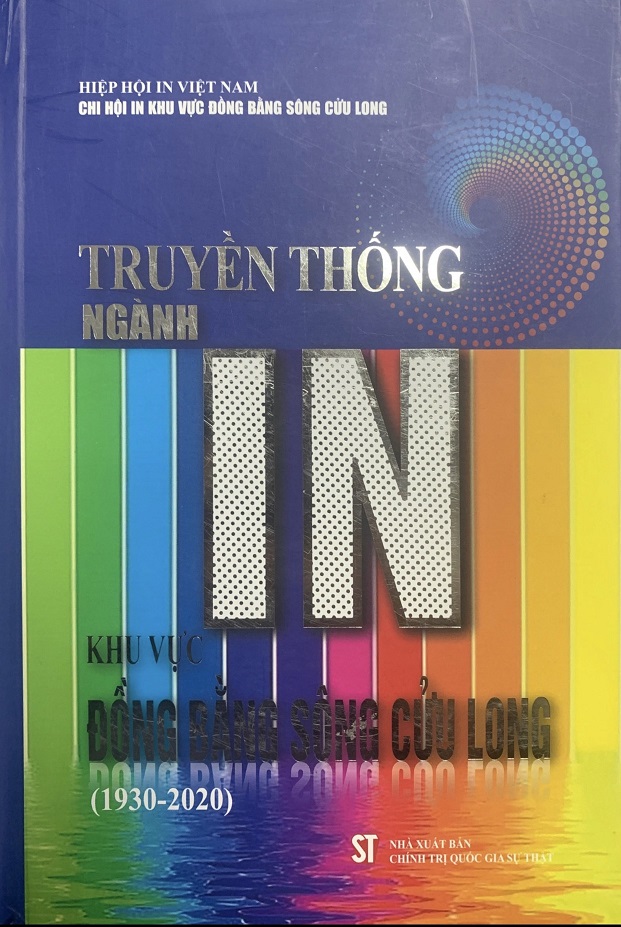 HIỆP HỘI IN VIỆT NAM
CHI HỘI IN KHU VỰC ĐỒNG BẰNG SÔNG CỬU LONG
TRUYỀN THỐNG
NGÀNH
IN
KHU VỰC
ĐỒNG BẰNG SÔNG CỬU LONG
(1930-2020)
ST
NHÀ XUẤT BẢN
CHÍNH TRỊ QUỐC GIA SỰ THẬT